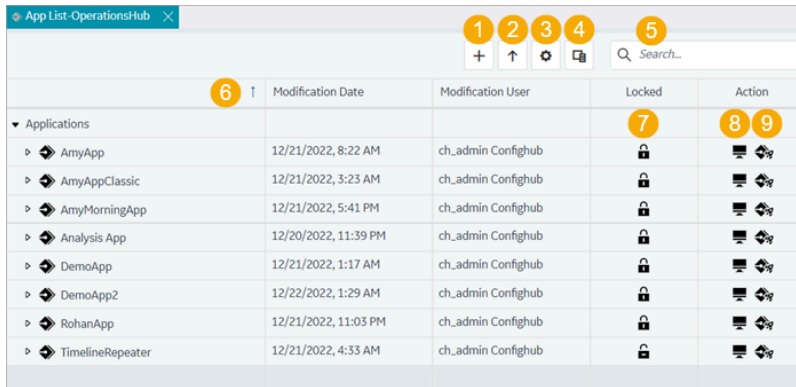 App List-OperationsHub
1 2 3 4 5
Search...
6 Modification Date Modification User Locked Action
Applications 7 8 9
AmyApp 12/21/2022, 8:22 AM ch_admin Confighub
AmyAppClassic 12/21/2022, 3:23 AM ch_admin Confighub
AmyMorningApp 12/21/2022, 5:41 PM ch_admin Confighub
Analysis App 12/20/2022, 11:39 PM ch_admin Confighub
DemoApp 12/21/2022, 1:17 AM ch_admin Confighub
DemoApp2 12/22/2022, 1:29 AM ch_admin Confighub
RohanApp 12/21/2022, 11:03 PM ch_admin Confighub
TimelineRepeater 12/21/2022, 4:33 AM ch_admin Confighub